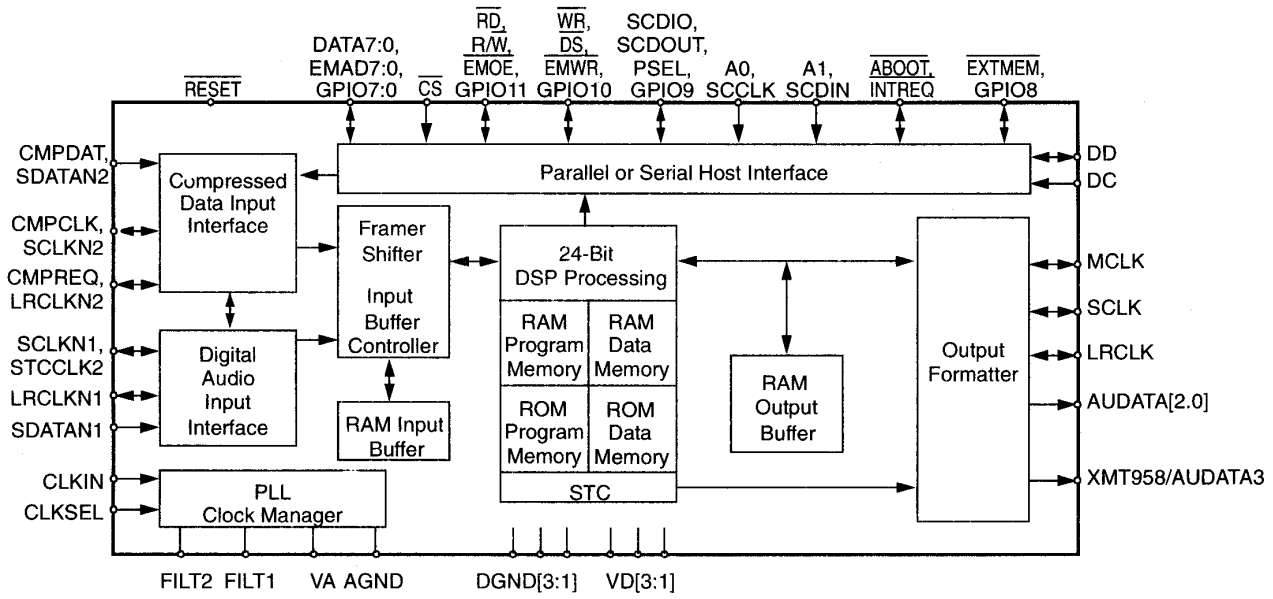 RESET
DATA7:0,
EMAD7:0,
GPIO7:0
CS
RD,
R/W,
EMOE,
GPIO11
WR,
DS,
EMWR,
GPIO10
SCDIO,
SCDOUT,
PSEL,
GPIO9
A0,
SCCLK
A1,
SCDIN
ABOOT,
INTREQ
EXTMEM,
GPIO8
CMPDAT,
SDATAN2
CMPCLK,
SCLKN2
CMPREQ,
LRCLKN2
SCLKN1,
STCCLK2
LRCLKN1
SDATAN1
CLKIN
CLKSEL
Compressed
Data Input
Interface
Digital
Audio
Input
Interface
PLL
Clock Manager
Parallel or Serial Host Interface
Framer
Shifter
Input
Buffer
Controller
RAM Input
Buffer
24-Bit
DSP Processing
RAM
Program
Memory
RAM
Data
Memory
ROM
Program
Memory
ROM
Data
Memory
STC
RAM
Output
Buffer
Output
Formatter
DD
DC
MCLK
SCLK
LRCLK
AUDATA[2.0]
XMT958/AUDATA3
FILT2
FILT1
VA
AGND
DGND[3:1]
VD[3:1]